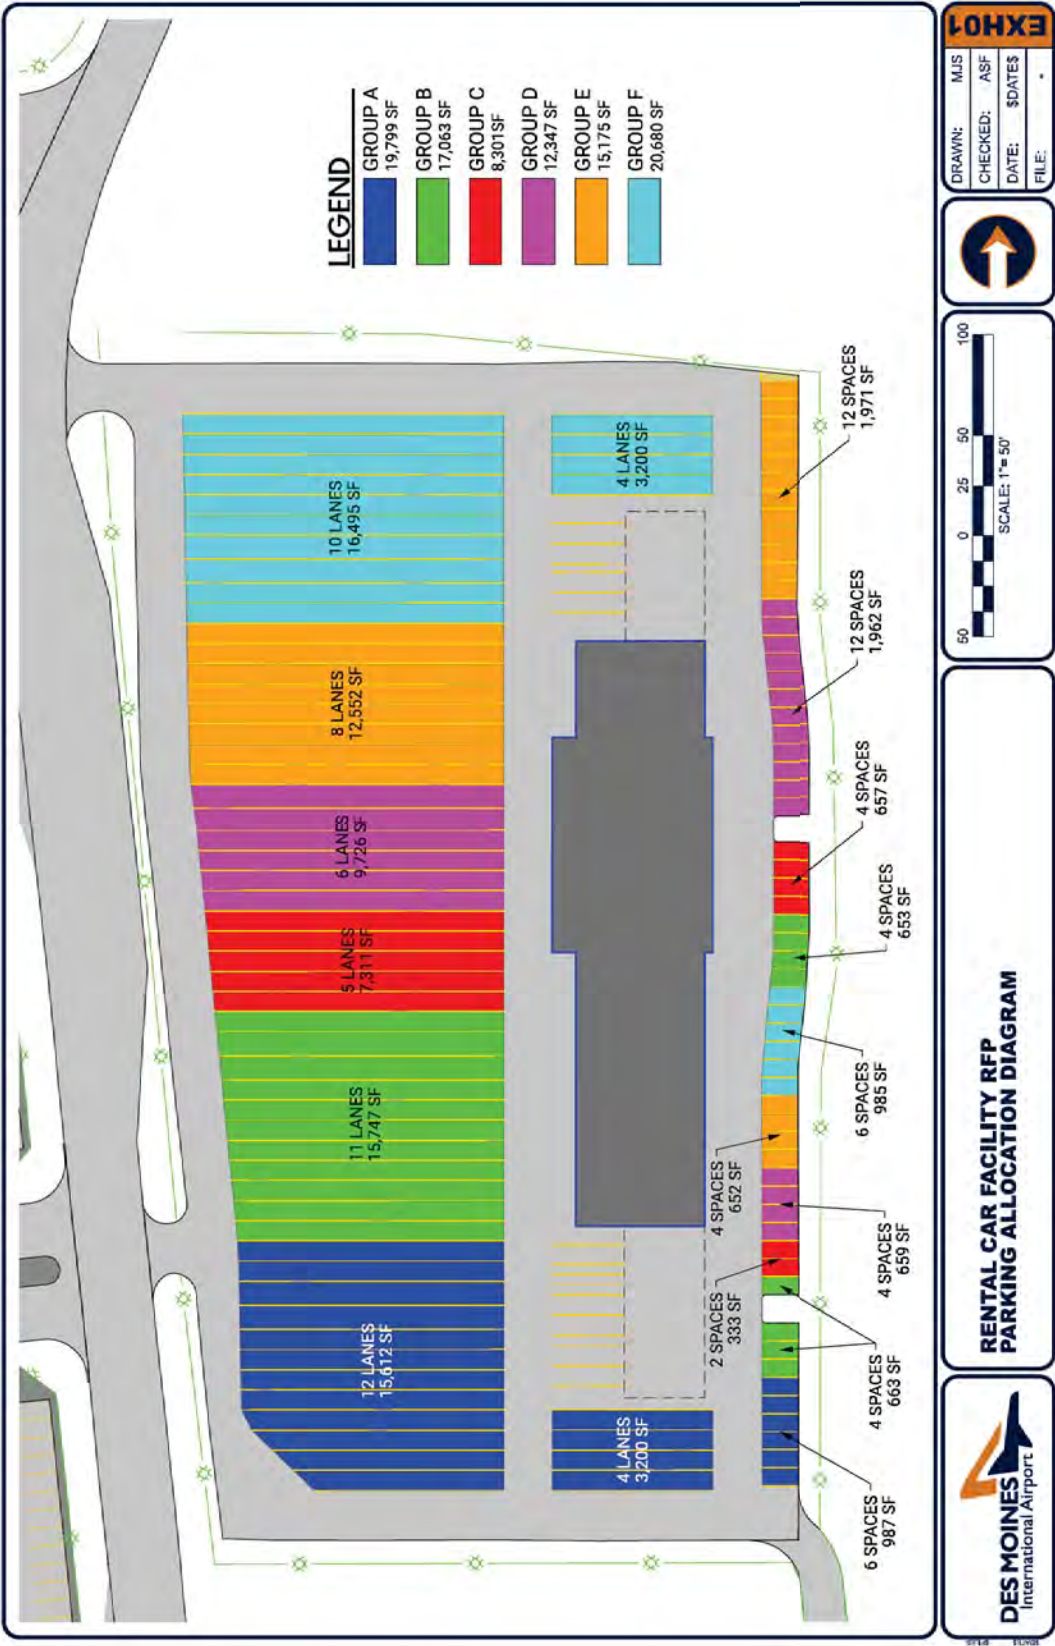 LEGEND
GROUP A
19,799 SF
GROUP B
17,063 SF
GROUP C
8,301SF
GROUP D
12,347 SF
GROUP E
15,175 SF
GROUP F
20,680 SF
12 LANES
15,612 SF
11 LANES
15,747 SF
5 LANES
7,311 SF
6 LANES
9,726 SF
8 LANES
12,552 SF
10 LANES
16,495 SF
4 LANES
3,200 SF
4 LANES
3,200 SF
6 SPACES
987 SF
4 SPACES
663 SF
2 SPACES
333 SF
4 SPACES
659 SF
4 SPACES
652 SF
6 SPACES
985 SF
4 SPACES
653 SF
4 SPACES
657 SF
12 SPACES
1,962 SF
12 SPACES
1,971 SF
DES MOINES
International Airport
RENTAL CAR FACILITY RFP
PARKING ALLOCATION DIAGRAM
50 0 25 50 100
SCALE: 1"= 50'
DRAWN: MJS
CHECKED: ASF
DATE: $DATE$
FILE: -
EXH01